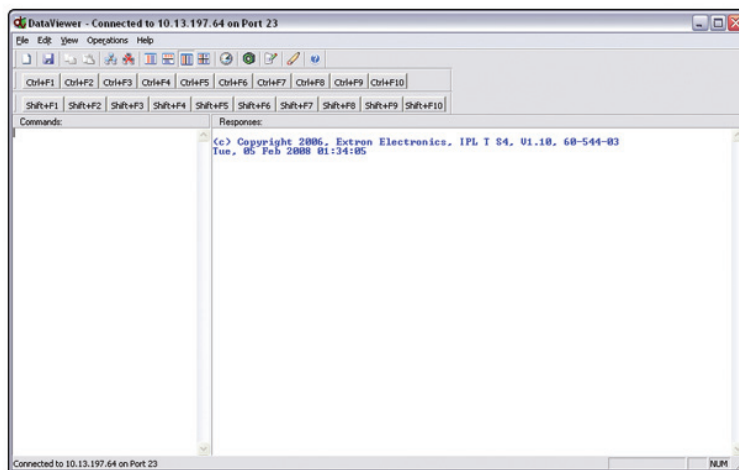 DataViewer - Connected to 10.13.197.64 on Port 23
File Edit View Operations Help
Ctrl+F1 Ctrl+F2 Ctrl+F3 Ctrl+F4 Ctrl+F5 Ctrl+F6 Ctrl+F7 Ctrl+F8 Ctrl+F9 Ctrl+F10
Shift+F1 Shift+F2 Shift+F3 Shift+F4 Shift+F5 Shift+F6 Shift+F7 Shift+F8 Shift+F9 Shift+F10
Commands: Responses:
(c) Copyright 2006, Extron Electronics, IPL T S4, V1.10, 60-544-03
Tue, 05 Feb 2008 01:34:05
Connected to 10.13.197.64 on Port 23 NUM